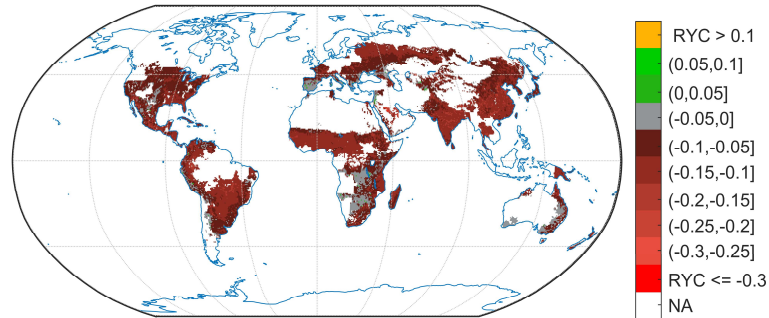 RYC > 0.1
(0.05,0.1]
(0,0.05]
(-0.05,0]
(-0.1,-0.05]
(-0.15,-0.1]
(-0.2,-0.15]
(-0.25,-0.2]
(-0.3,-0.25]
RYC <= -0.3
NA